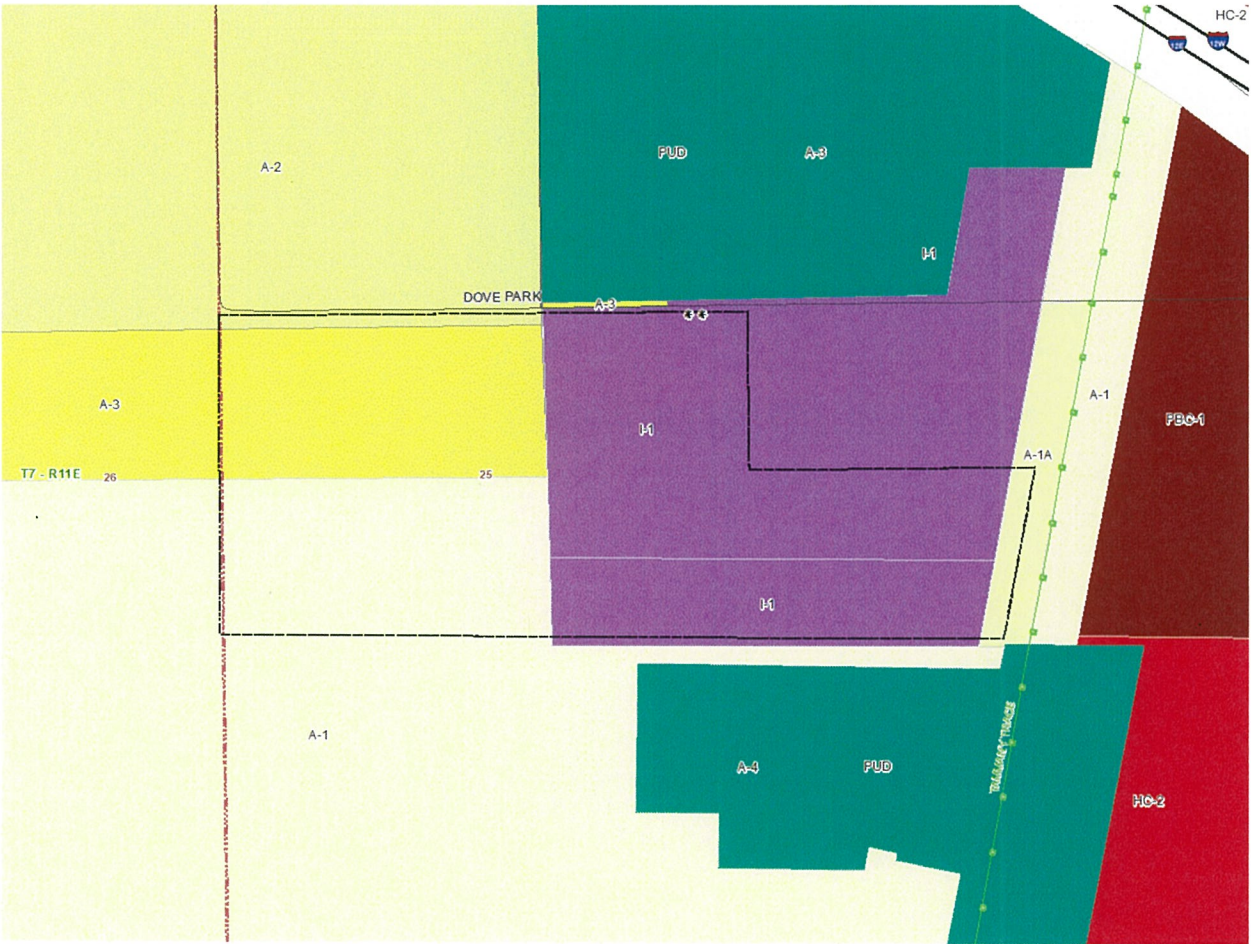 HC-2
12E
12W
A-2
PUD
A-3
I-1
DOVE PARK
A-3
A-3
I-1
A-1
PBC-1
A-1A
T7 - R11E
26
25
I-1
A-1
A-4
PUD
TAMMANY TRACE
HC-2